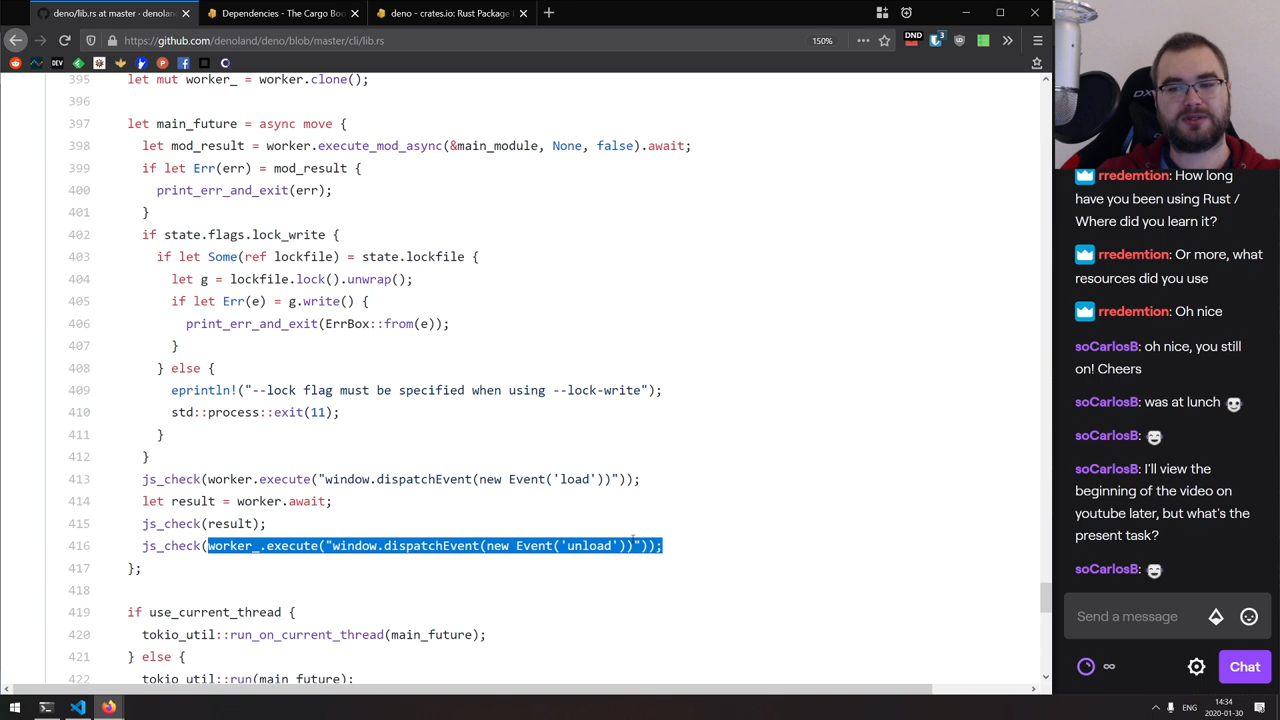 deno/lib.rs at master · denoland
Dependencies - The Cargo Boo
deno - crates.io: Rust Package
https://github.com/denoland/deno/blob/master/cli/lib.rs
150%
DND
3
DEV
395 let mut worker_ = worker.clone();
396
397 let main_future = async move {
398 let mod_result = worker.execute_mod_async(&main_module, None, false).await;
399 if let Err(err) = mod_result {
400 print_err_and_exit(err);
401 }
402 if state.flags.lock_write {
403 if let Some(ref lockfile) = state.lockfile {
404 let g = lockfile.lock().unwrap();
405 if let Err(e) = g.write() {
406 print_err_and_exit(ErrBox::from(e));
407 }
408 } else {
409 eprintln!("--lock flag must be specified when using --lock-write");
410 std::process::exit(11);
411 }
412 }
413 js_check(worker.execute("window.dispatchEvent(new Event('load'))"));
414 let result = worker.await;
415 js_check(result);
416 js_check(worker_.execute("window.dispatchEvent(new Event('unload'))"));
417 };
418
419 if use_current_thread {
420 tokio_util::run_on_current_thread(main_future);
421 } else {
422 tokio_util::run(main_future);
rredemtion: How long
have you been using Rust /
Where did you learn it?
rredemtion: Or more, what
resources did you use
rredemtion: Oh nice
soCarlosB: oh nice, you still
on! Cheers
soCarlosB: was at lunch
soCarlosB:
soCarlosB: I'll view the
beginning of the video on
youtube later, but what's the
present task?
soCarlosB:
Send a message
∞
Chat
ENG
14:34
2020-01-30